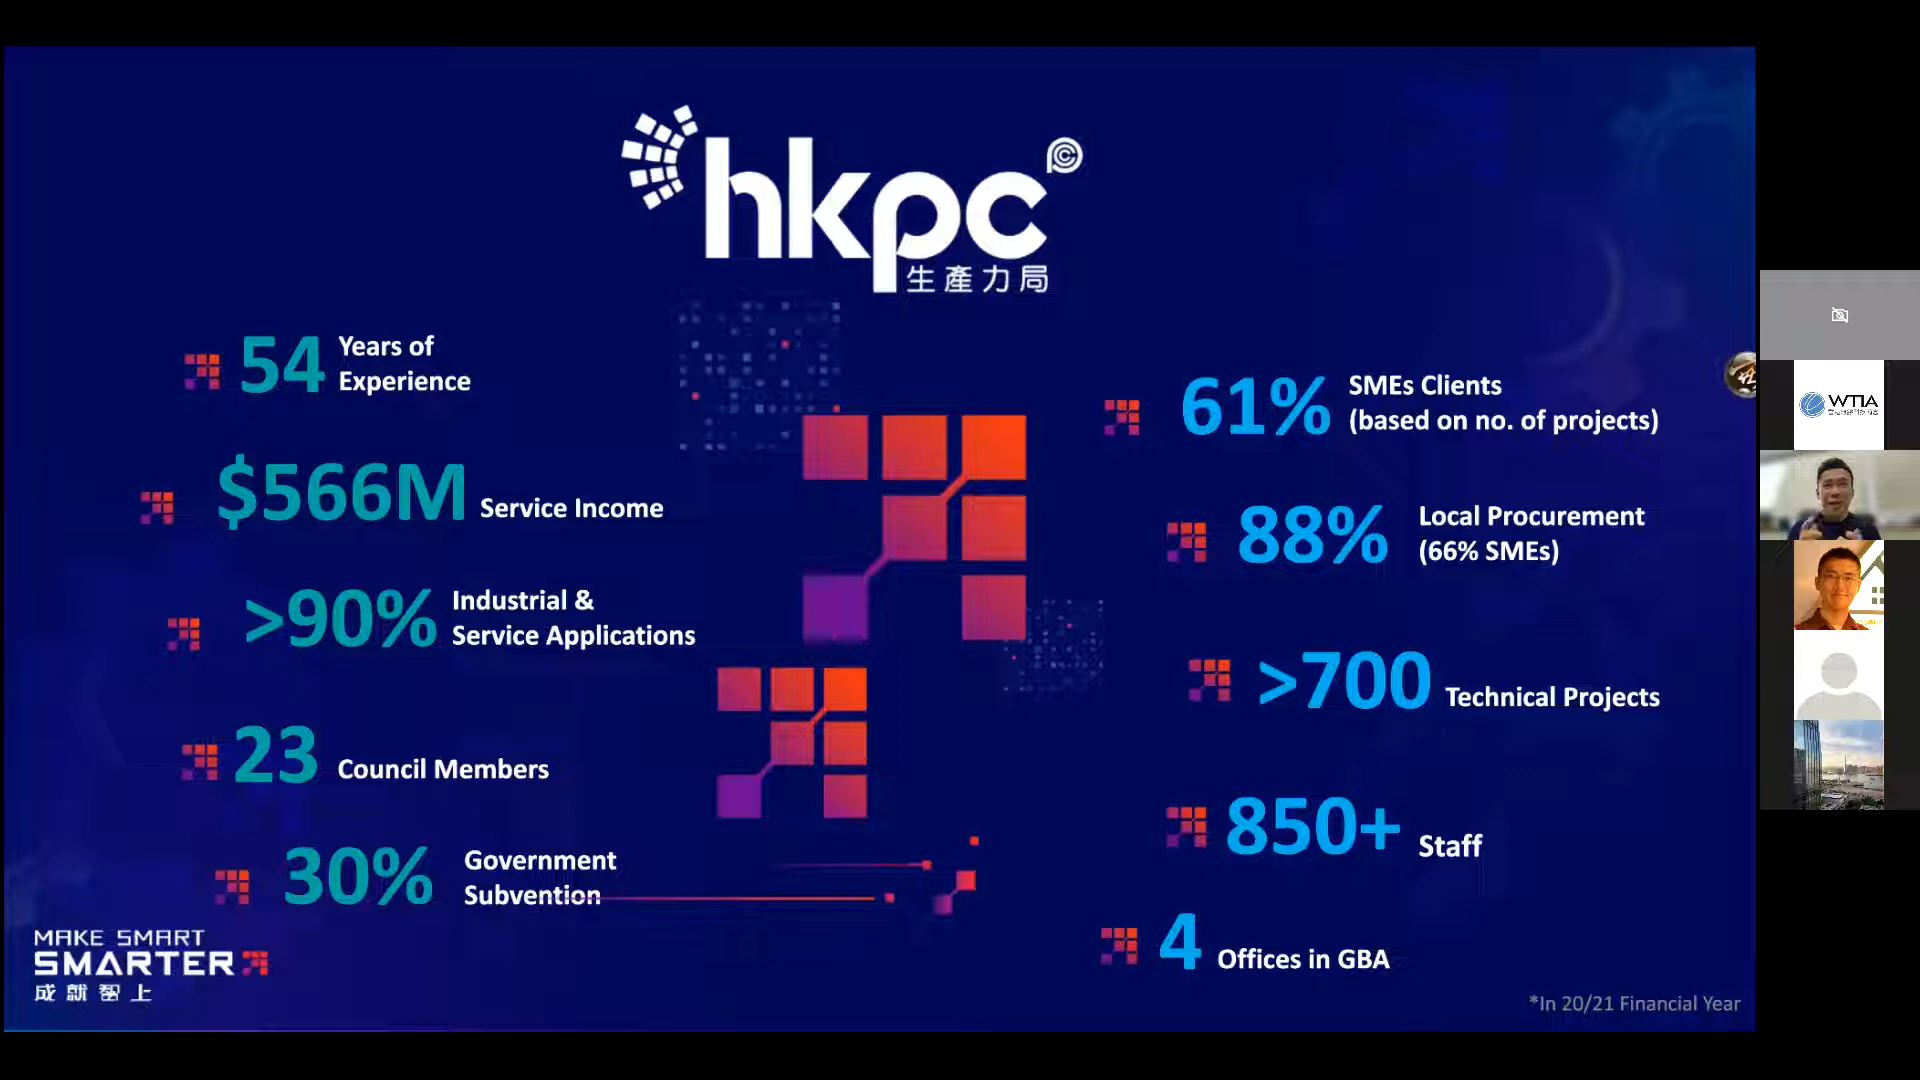 hkpc
生產力局
54 Years of
Experience
$566M Service Income
>90% Industrial &
Service Applications
23 Council Members
30% Government
Subvention
61% SMEs Clients
(based on no. of projects)
88% Local Procurement
(66% SMEs)
>700 Technical Projects
850+ Staff
4 Offices in GBA
MAKE SMART
SMARTER
成就智上
*In 20/21 Financial Year
WTIA